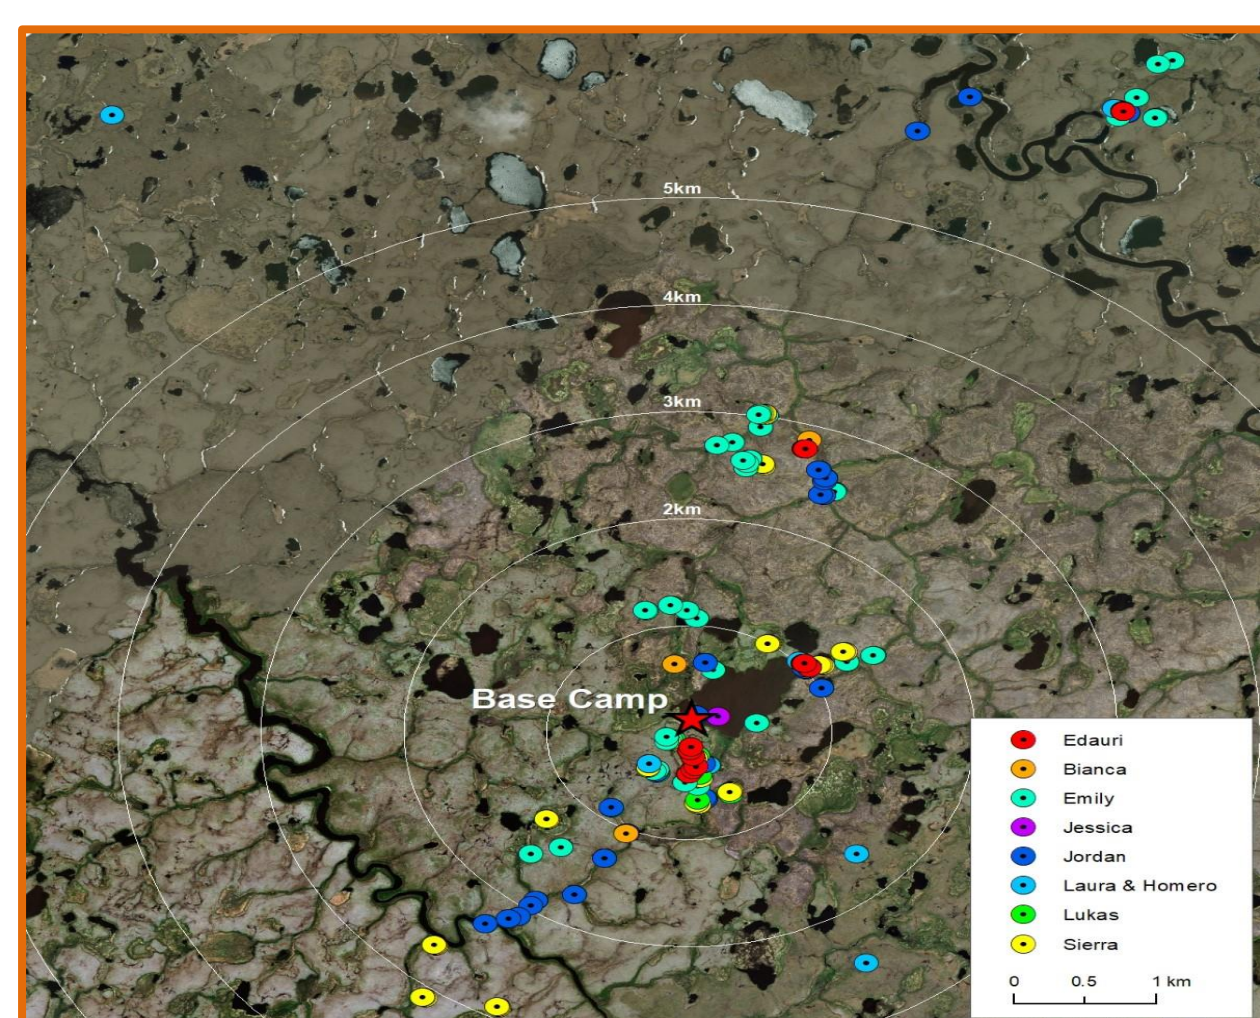 5km
4km
3km
2km
Base Camp
Edauri
Bianca
Emily
Jessica
Jordan
Laura & Homero
Lukas
Sierra
0 0.5 1 km